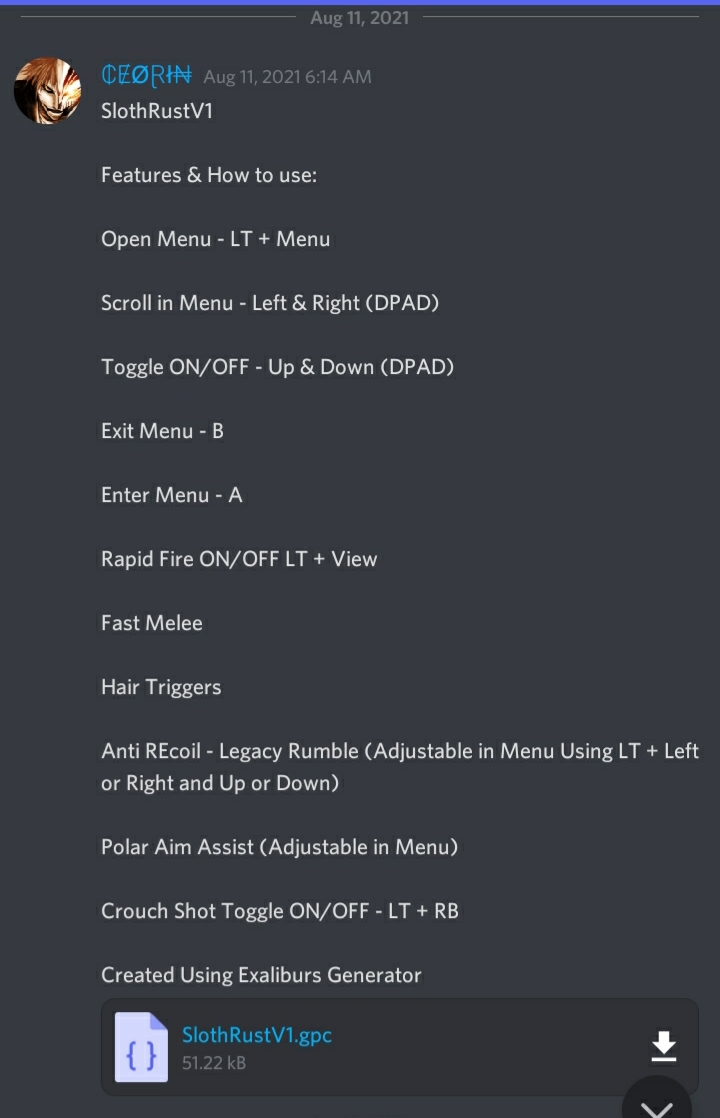 Aug 11, 2021
₵ɆØⱤł₦ Aug 11, 2021 6:14 AM
SlothRustV1
Features & How to use:
Open Menu - LT + Menu
Scroll in Menu - Left & Right (DPAD)
Toggle ON/OFF - Up & Down (DPAD)
Exit Menu - B
Enter Menu - A
Rapid Fire ON/OFF LT + View
Fast Melee
Hair Triggers
Anti REcoil - Legacy Rumble (Adjustable in Menu Using LT + Left
or Right and Up or Down)
Polar Aim Assist (Adjustable in Menu)
Crouch Shot Toggle ON/OFF - LT + RB
Created Using Exaliburs Generator
{ }
SlothRustV1.gpc
51.22 kB